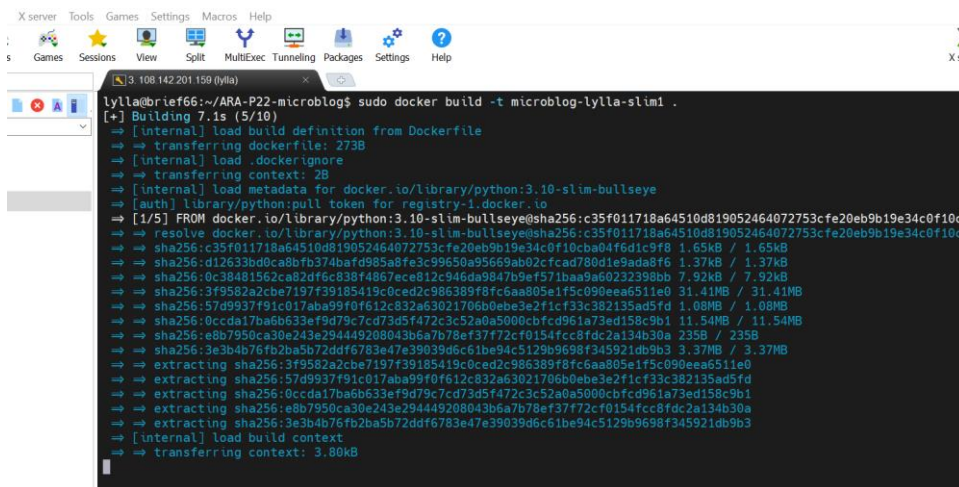 X server Tools Games Settings Macros Help
Games Sessions View Split MultiExec Tunneling Packages Settings Help
3. 108.142.201.159 (lylla)
lylla@brief66:~/ARA-P22-microblog$ sudo docker build -t microblog-lylla-slim1 .
[+] Building 7.1s (5/10)
⇒ [internal] load build definition from Dockerfile
⇒ ⇒ transferring dockerfile: 273B
⇒ [internal] load .dockerignore
⇒ ⇒ transferring context: 2B
⇒ [internal] load metadata for docker.io/library/python:3.10-slim-bullseye
⇒ [auth] library/python:pull token for registry-1.docker.io
⇒ [1/5] FROM docker.io/library/python:3.10-slim-bullseye@sha256:c35f011718a64510d819052464072753cfe20eb9b19e34c0f10c
⇒ ⇒ resolve docker.io/library/python:3.10-slim-bullseye@sha256:c35f011718a64510d819052464072753cfe20eb9b19e34c0f10c
⇒ ⇒ sha256:c35f011718a64510d819052464072753cfe20eb9b19e34c0f10cba04f6d1c9f8 1.65kB / 1.65kB
⇒ ⇒ sha256:d12633bd0ca8bfb374bafd985a8fe3c99650a95669ab02cfcad780d1e9ada8f6 1.37kB / 1.37kB
⇒ ⇒ sha256:0c38481562ca82df6c838f4867ece812c946da9847b9ef571baa9a60232398bb 7.92kB / 7.92kB
⇒ ⇒ sha256:3f9582a2cbe7197f39185419c0ced2c986389f8fc6aa805e1f5c090eea6511e0 31.41MB / 31.41MB
⇒ ⇒ sha256:57d9937f91c017aba99f0f612c832a63021706b0ebe3e2f1cf33c382135ad5fd 1.08MB / 1.08MB
⇒ ⇒ sha256:0ccda17ba6b633ef9d79c7cd73d5f472c3c52a0a5000cbfcd961a73ed158c9b1 11.54MB / 11.54MB
⇒ ⇒ sha256:e8b7950ca30e243e294449208043b6a7b78ef37f72cf0154fcc8fdc2a134b30a 235B / 235B
⇒ ⇒ sha256:3e3b4b76fb2ba5b72ddf6783e47e39039d6c61be94c5129b9698f345921db9b3 3.37MB / 3.37MB
⇒ ⇒ extracting sha256:3f9582a2cbe7197f39185419c0ced2c986389f8fc6aa805e1f5c090eea6511e0
⇒ ⇒ extracting sha256:57d9937f91c017aba99f0f612c832a63021706b0ebe3e2f1cf33c382135ad5fd
⇒ ⇒ extracting sha256:0ccda17ba6b633ef9d79c7cd73d5f472c3c52a0a5000cbfcd961a73ed158c9b1
⇒ ⇒ extracting sha256:e8b7950ca30e243e294449208043b6a7b78ef37f72cf0154fcc8fdc2a134b30a
⇒ ⇒ extracting sha256:3e3b4b76fb2ba5b72ddf6783e47e39039d6c61be94c5129b9698f345921db9b3
⇒ [internal] load build context
⇒ ⇒ transferring context: 3.80kB